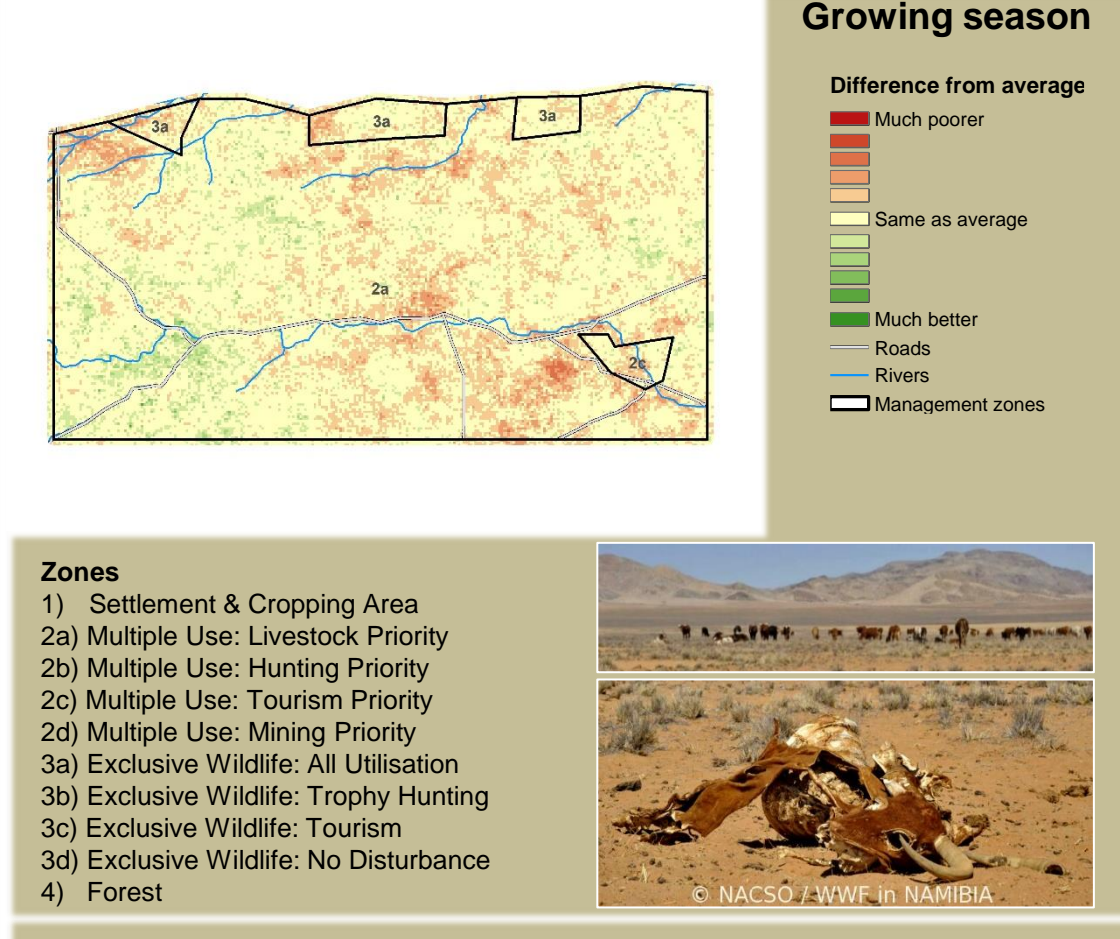 Growing season
Difference from average
Much poorer
Same as average
Much better
Roads
Rivers
Management zones
3a
3a
3a
2a
2c
Zones
1) Settlement & Cropping Area
2a) Multiple Use: Livestock Priority
2b) Multiple Use: Hunting Priority
2c) Multiple Use: Tourism Priority
2d) Multiple Use: Mining Priority
3a) Exclusive Wildlife: All Utilisation
3b) Exclusive Wildlife: Trophy Hunting
3c) Exclusive Wildlife: Tourism
3d) Exclusive Wildlife: No Disturbance
4) Forest
© NACSO / WWF in NAMIBIA